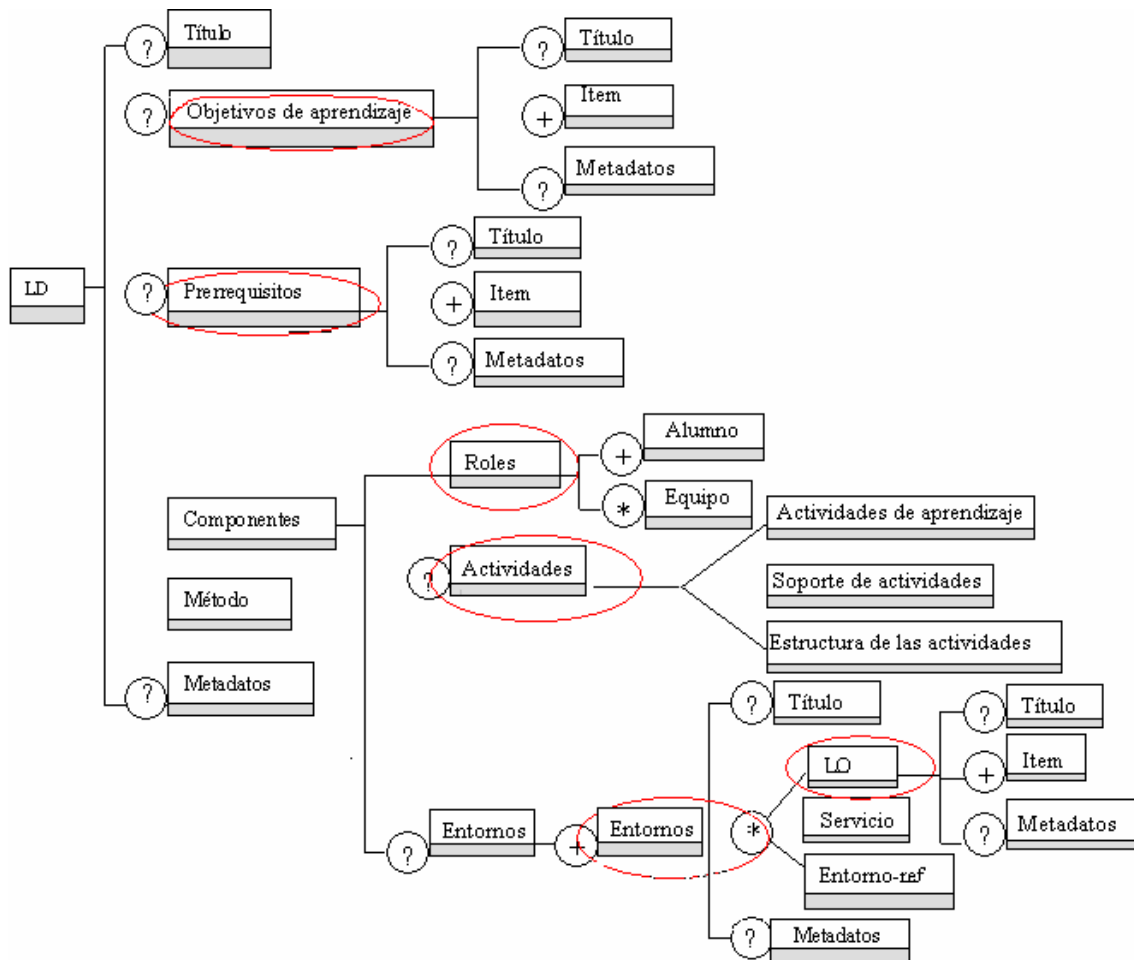 Título
?
Objetivos de aprendizaje
?
Título
?
Item
+
Metadatos
?
LD
Prerrequisitos
?
Título
?
Item
+
Metadatos
?
Componentes
Roles
Alumno
+
Equipo
*
Actividades
?
Actividades de aprendizaje
Soporte de actividades
Estructura de las actividades
Método
Metadatos
?
Entornos
?
Entornos
+
Título
?
*
LO
Servicio
Entorno-ref
Título
?
Item
+
Metadatos
?
Metadatos
?